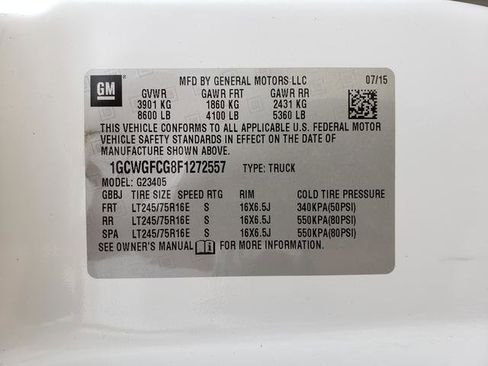 GM
MFD BY GENERAL MOTORS LLC 07/15
GVWR GAWR FRT GAWR RR
3901 KG 1860 KG 2431 KG
8600 LB 4100 LB 5360 LB
THIS VEHICLE CONFORMS TO ALL APPLICABLE U.S. FEDERAL MOTOR
VEHICLE SAFETY STANDARDS IN EFFECT ON THE DATE OF
MANUFACTURE SHOWN ABOVE.
1GCWGFCG8F1272557 TYPE: TRUCK
MODEL: G23405
GBBJ TIRE SIZE SPEED RTG RIM COLD TIRE PRESSURE
FRT LT245/75R16E S 16X6.5J 340KPA(50PSI)
RR LT245/75R16E S 16X6.5J 550KPA(80PSI)
SPA LT245/75R16E S 16X6.5J 550KPA(80PSI)
SEE OWNER'S MANUAL FOR MORE INFORMATION.